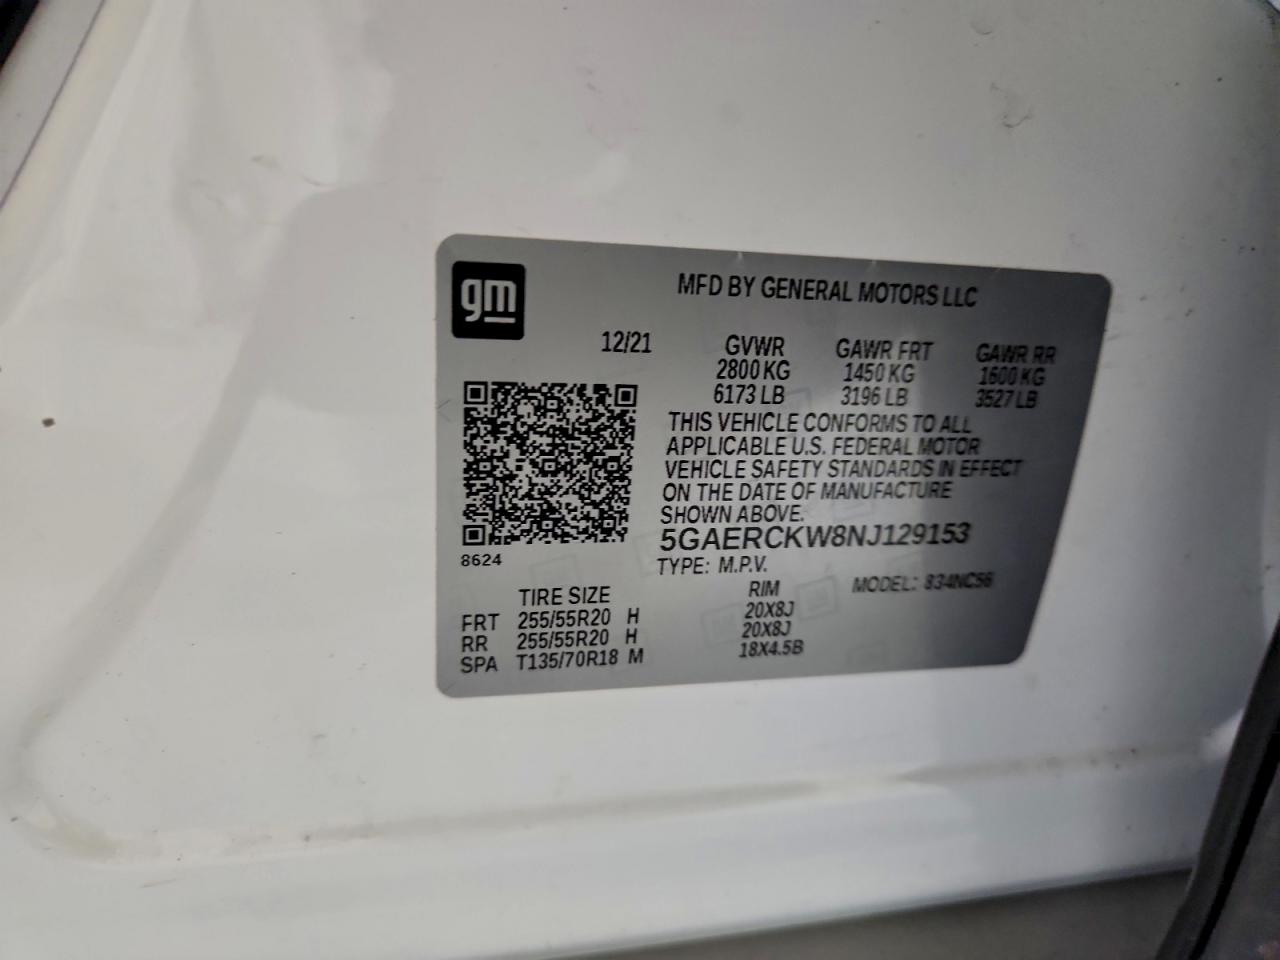 gm
MFD BY GENERAL MOTORS LLC
12/21 GVWR GAWR FRT GAWR RR
2800 KG 1450 KG 1600 KG
6173 LB 3196 LB 3527 LB
THIS VEHICLE CONFORMS TO ALL
APPLICABLE U.S. FEDERAL MOTOR
VEHICLE SAFETY STANDARDS IN EFFECT
ON THE DATE OF MANUFACTURE
SHOWN ABOVE.
5GAERCKW8NJ129153
8624
TYPE: M.P.V. MODEL: 834NC56
TIRE SIZE RIM
FRT 255/55R20 H 20X8J
RR 255/55R20 H 20X8J
SPA T135/70R18 M 18X4.5B